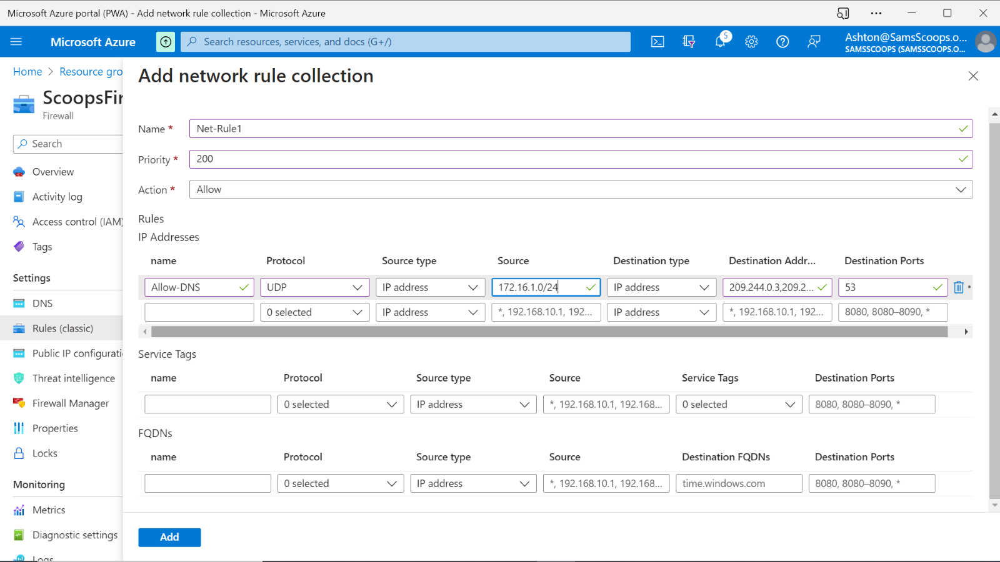 Microsoft Azure portal (PWA) - Add network rule collection - Microsoft Azure
Microsoft Azure
Search resources, services, and docs (G+/)
5
Ashton@SamsScoops.o...
SAMSSCOOPS (SAMSSCOOPS.O...
Home > Resource gro
ScoopsFir
Firewall
Search
Overview
Activity log
Access control (IAM)
Tags
Settings
DNS
Rules (classic)
Public IP configurati
Threat intelligence
Firewall Manager
Properties
Locks
Monitoring
Metrics
Diagnostic settings
Logs
Add network rule collection
Name * Net-Rule1
Priority * 200
Action * Allow
Rules
IP Addresses
name Protocol Source type Source Destination type Destination Addr... Destination Ports
Allow-DNS UDP IP address 172.16.1.0/24 IP address 209.244.0.3,209.2... 53
0 selected IP address *, 192.168.10.1, 192... IP address *, 192.168.10.1, 192... 8080, 8080–8090, *
Service Tags
name Protocol Source type Source Service Tags Destination Ports
0 selected IP address *, 192.168.10.1, 192.168... 0 selected 8080, 8080–8090, *
FQDNs
name Protocol Source type Source Destination FQDNs Destination Ports
0 selected IP address *, 192.168.10.1, 192.168... time.windows.com 8080, 8080–8090, *
Add